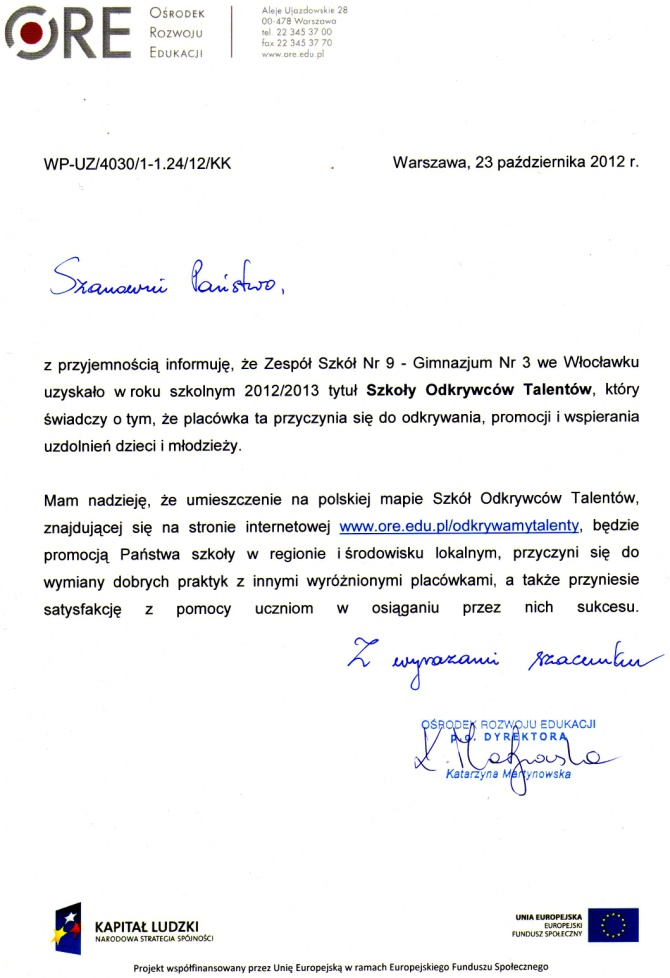 ORE
OŚRODEK
ROZWOJU
EDUKACJI
Aleje Ujazdowskie 28
00-478 Warszawa
tel. 22 345 37 00
fax 22 345 37 70
www.ore.edu.pl
WP-UZ/4030/1-1.24/12/KK
Warszawa, 23 października 2012 r.
Szanowni Państwo,
z przyjemnością informuję, że Zespół Szkół Nr 9 - Gimnazjum Nr 3 we Włocławku
uzyskało w roku szkolnym 2012/2013 tytuł Szkoły Odkrywców Talentów, który
świadczy o tym, że placówka ta przyczynia się do odkrywania, promocji i wspierania
uzdolnień dzieci i młodzieży.
Mam nadzieję, że umieszczenie na polskiej mapie Szkół Odkrywców Talentów,
znajdującej się na stronie internetowej www.ore.edu.pl/odkrywamytalenty, będzie
promocją Państwa szkoły w regionie i środowisku lokalnym, przyczyni się do
wymiany dobrych praktyk z innymi wyróżnionymi placówkami, a także przyniesie
satysfakcję z pomocy uczniom w osiąganiu przez nich sukcesu.
Z wyrazami szacunku
OŚRODEK ROZWOJU EDUKACJI
p.o. DYREKTORA
Katarzyna Martynowska
KAPITAŁ LUDZKI
NARODOWA STRATEGIA SPÓJNOŚCI
UNIA EUROPEJSKA
EUROPEJSKI
FUNDUSZ SPOŁECZNY
Projekt współfinansowany przez Unię Europejską w ramach Europejskiego Funduszu Społecznego